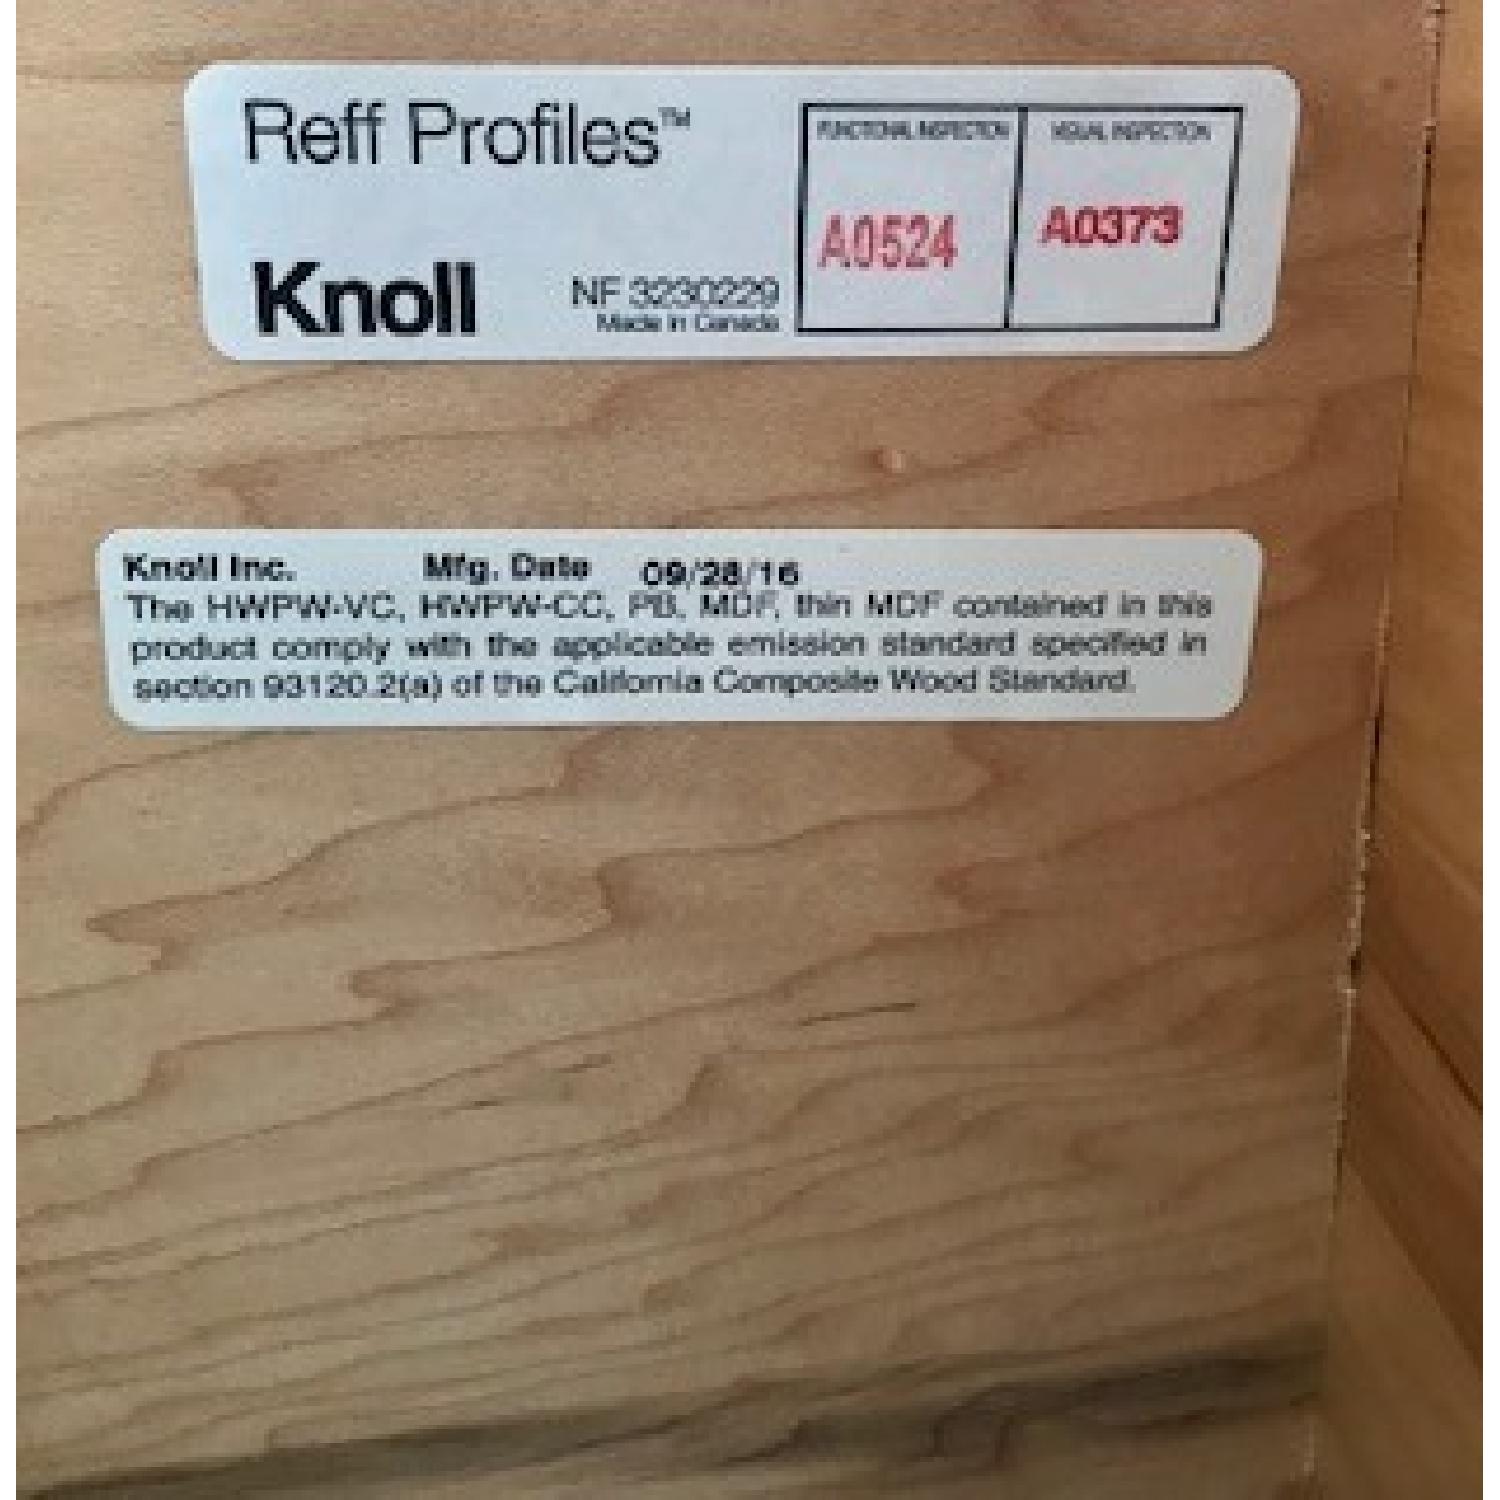 Reff Profiles™
FUNCTIONAL INSPECTION
VISUAL INSPECTION
A0524
A0373
Knoll
NF 3230229
Made in Canada
Knoll Inc. Mfg. Date 09/28/16
The HWPW-VC, HWPW-CC, PB, MDF, thin MDF contained in this
product comply with the applicable emission standard specified in
section 93120.2(a) of the California Composite Wood Standard.